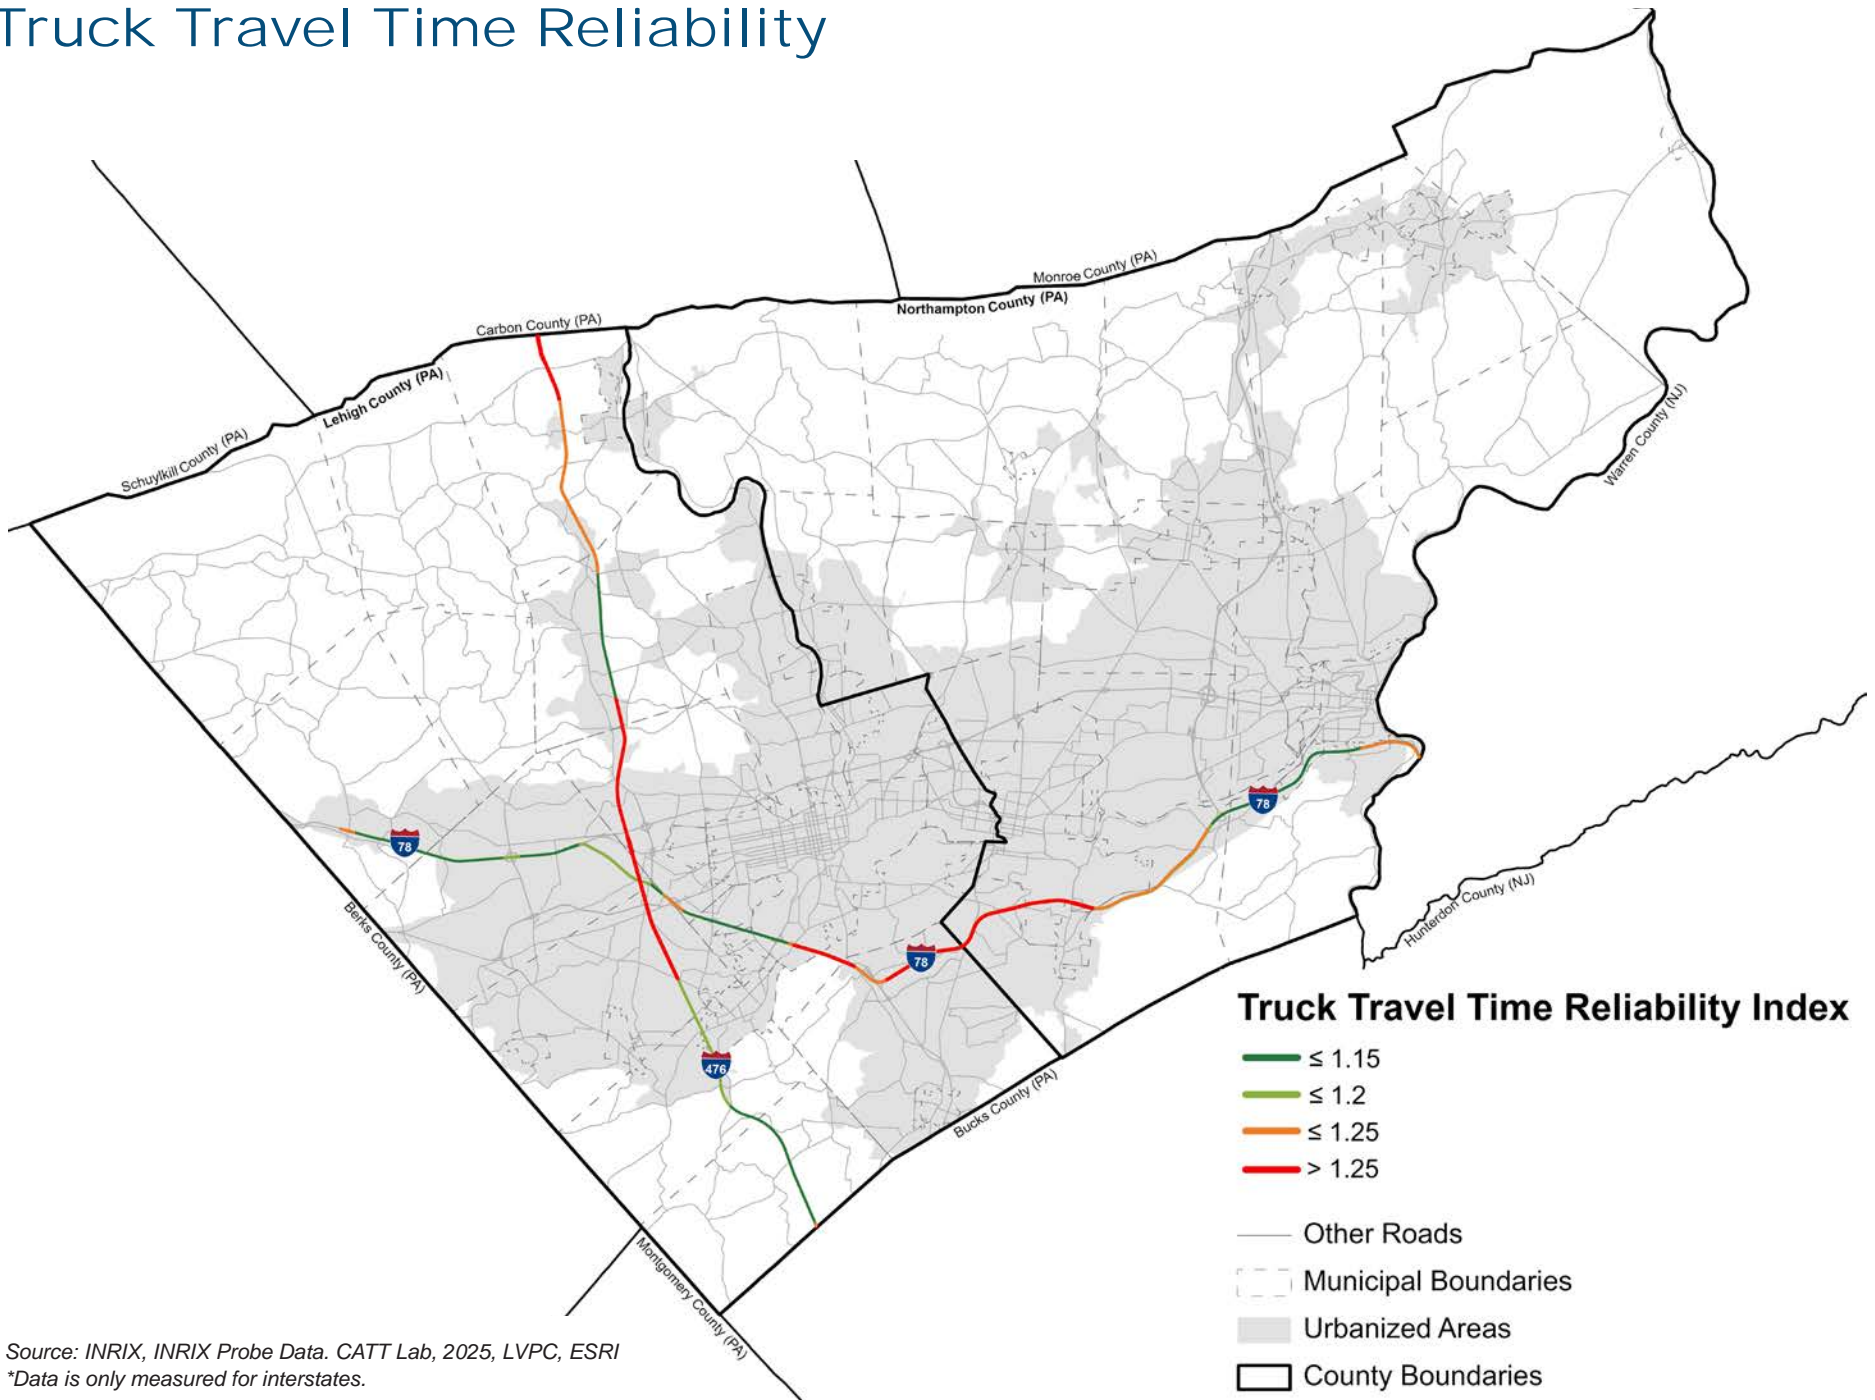 Truck Travel Time Reliability
Monroe County (PA)
Northampton County (PA)
Carbon County (PA)
Lehigh County (PA)
Schuylkill County (PA)
Warren County (NJ)
78
78
78
476
Berks County (PA)
Hunterdon County (NJ)
Bucks County (PA)
Montgomery County (PA)
Truck Travel Time Reliability Index
≤ 1.15
≤ 1.2
≤ 1.25
> 1.25
Other Roads
Municipal Boundaries
Urbanized Areas
County Boundaries
Source: INRIX, INRIX Probe Data. CATT Lab, 2025, LVPC, ESRI
*Data is only measured for interstates.